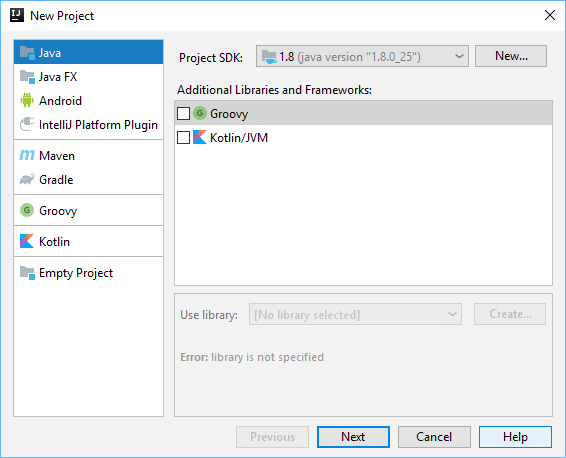 New Project
Java
Java FX
Android
IntelliJ Platform Plugin
Maven
Gradle
Groovy
Kotlin
Empty Project
Project SDK: 1.8 (java version "1.8.0_25") New...
Additional Libraries and Frameworks:
Groovy
Kotlin/JVM
Use library: [No library selected] Create...
Error: library is not specified
Previous Next Cancel Help